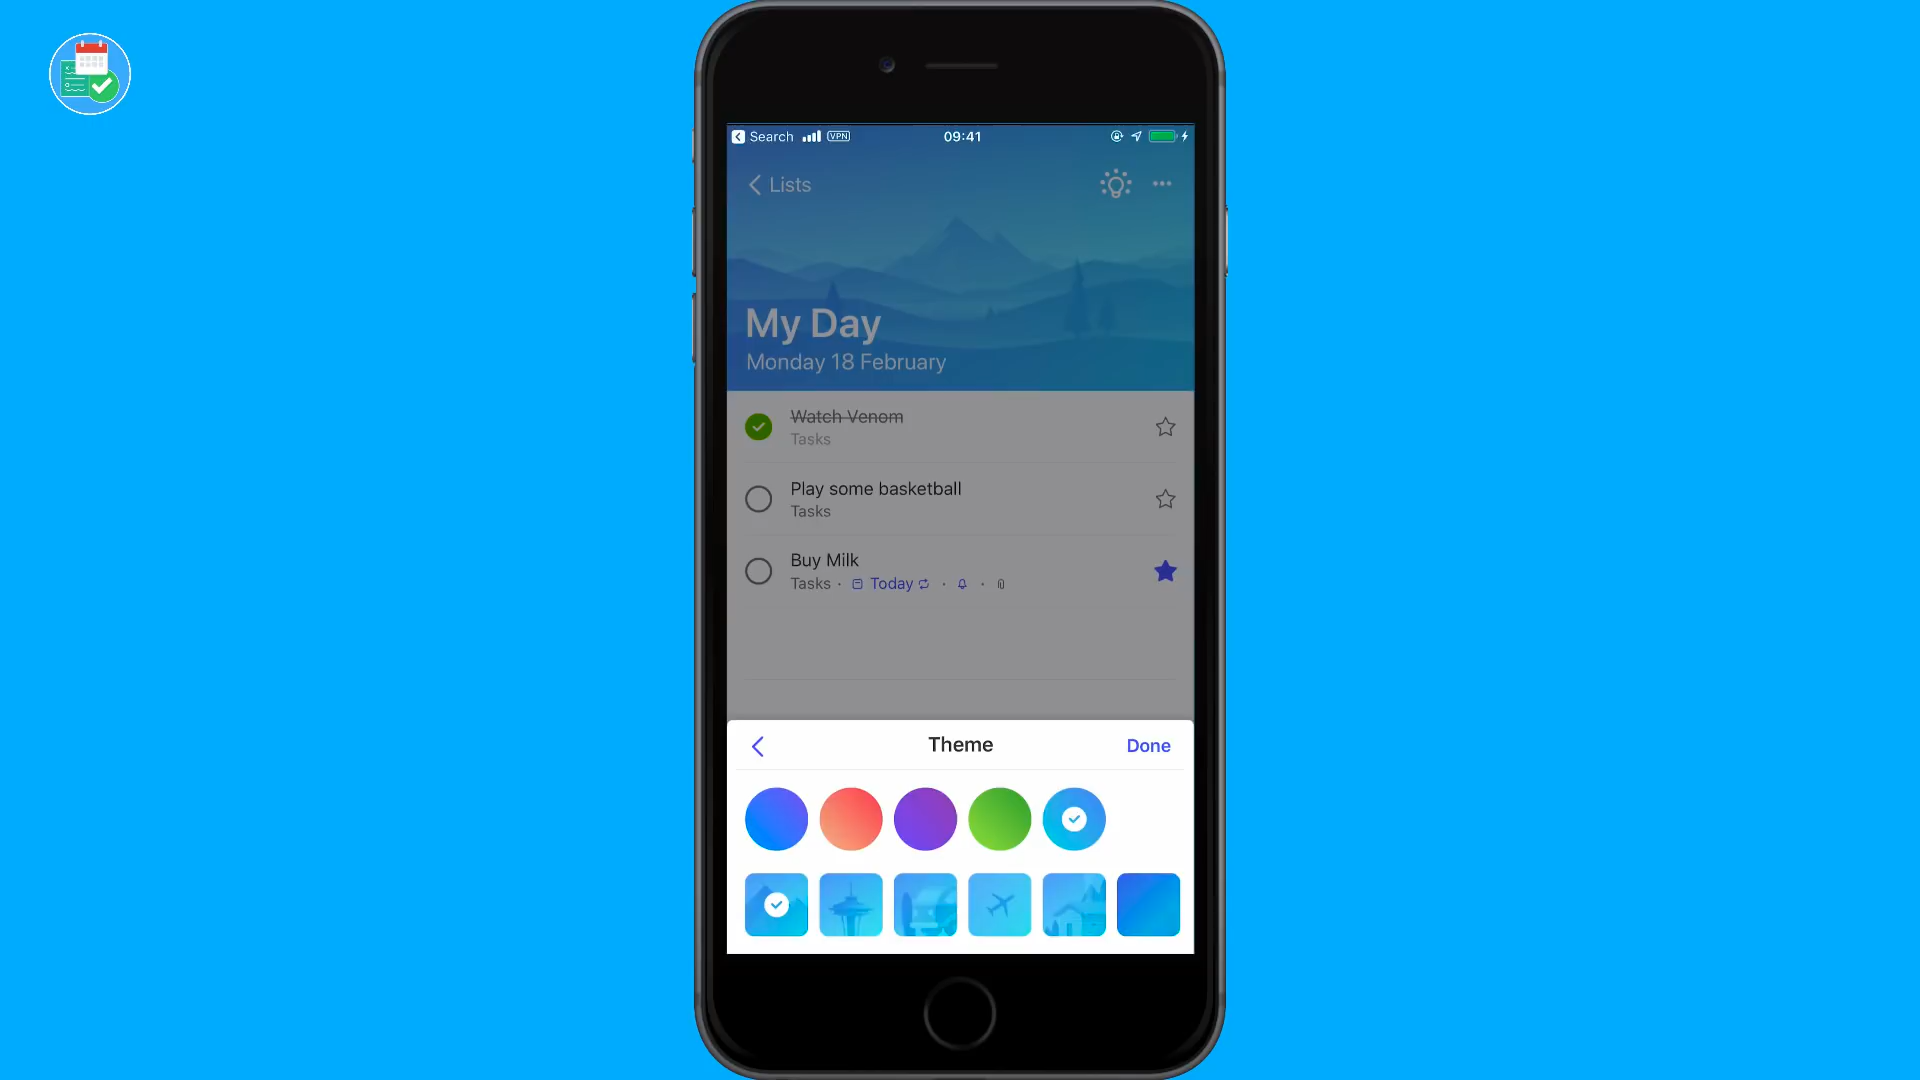 Search VPN 09:41
Lists
My Day
Monday 18 February
Watch Venom
Tasks
Play some basketball
Tasks
Buy Milk
Tasks · Today · ·
Theme Done